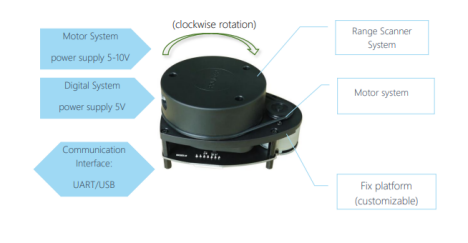 (clockwise rotation)
Motor System
power supply 5-10V
Digital System
power supply 5V
Communication
Interface:
UART/USB
Range Scanner
System
Motor system
Fix platform
(customizable)